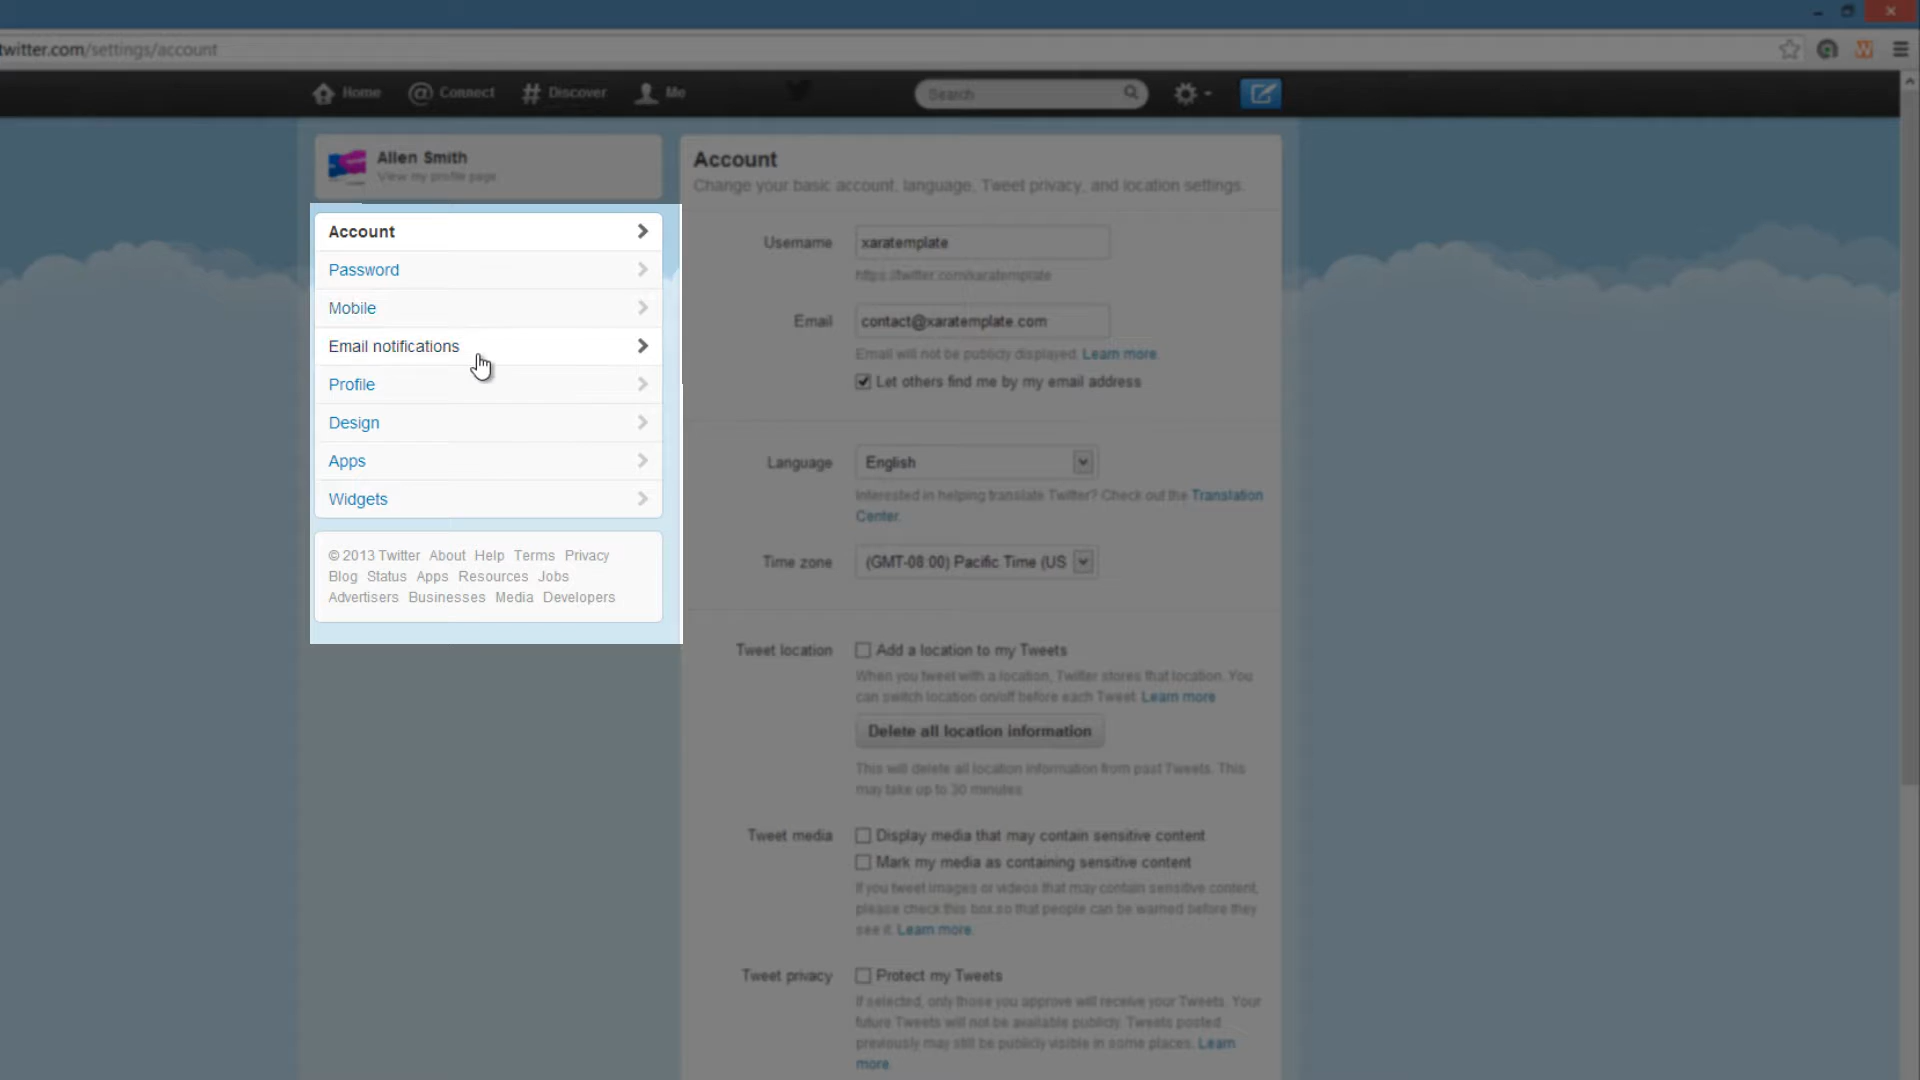 twitter.com/settings/account
Home Connect Discover Me Search
Allen Smith
View my profile page
Account
Password
Mobile
Email notifications
Profile
Design
Apps
Widgets
© 2013 Twitter About Help Terms Privacy
Blog Status Apps Resources Jobs
Advertisers Businesses Media Developers
Account
Change your basic account, language, Tweet privacy, and location settings.
Username xaratemplate
https://twitter.com/xaratemplate
Email contact@xaratemplate.com
Email will not be publicly displayed. Learn more.
Let others find me by my email address
Language English
Interested in helping translate Twitter? Check out the Translation
Center.
Time zone (GMT-08:00) Pacific Time (US
Tweet location Add a location to my Tweets
When you tweet with a location, Twitter stores that location. You
can switch location on/off before each Tweet. Learn more
Delete all location information
This will delete all location information from past Tweets. This
may take up to 30 minutes.
Tweet media Display media that may contain sensitive content
Mark my media as containing sensitive content
If you tweet images or videos that may contain sensitive content,
please check this box so that people can be warned before they
see it. Learn more.
Tweet privacy Protect my Tweets
If selected, only those you approve will receive your Tweets. Your
future Tweets will not be available publicly. Tweets posted
previously may still be publicly visible in some places. Learn
more.